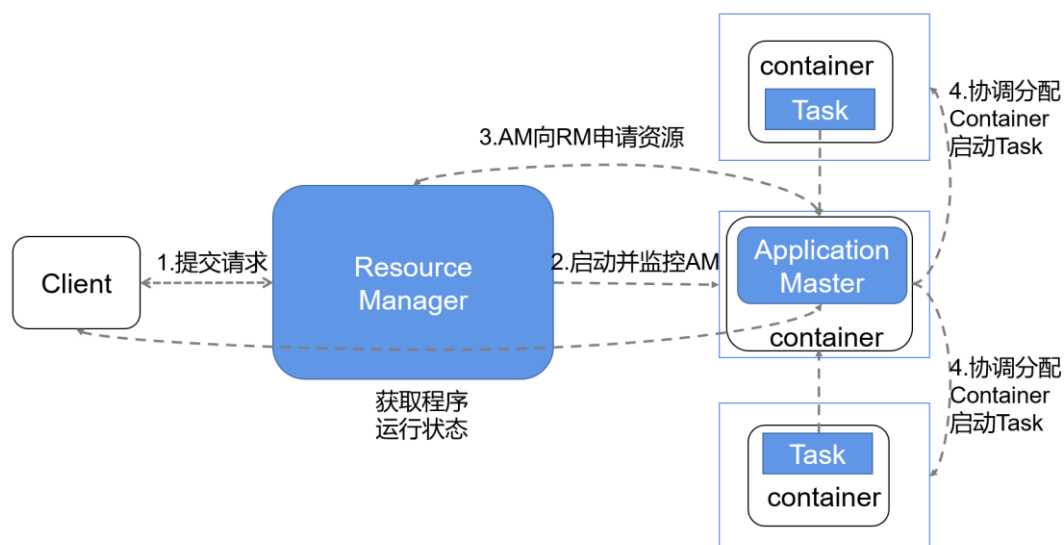 container
Task
4.协调分配
Container
启动Task
3.AM向RM申请资源
Client
1.提交请求
Resource
Manager
2.启动并监控AM
Application
Master
container
获取程序
运行状态
4.协调分配
Container
启动Task
Task
container